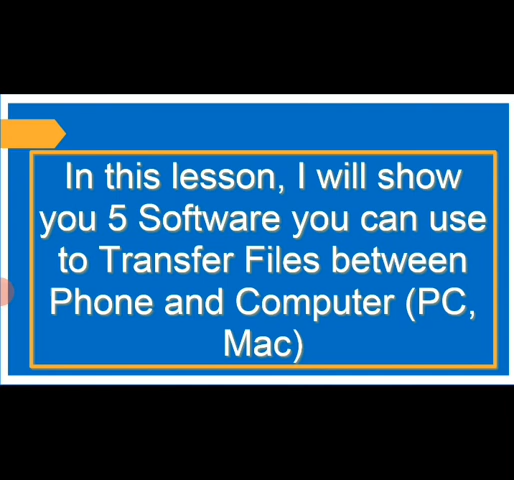 In this lesson, I will show
you 5 Software you can use
to Transfer Files between
Phone and Computer (PC,
Mac)